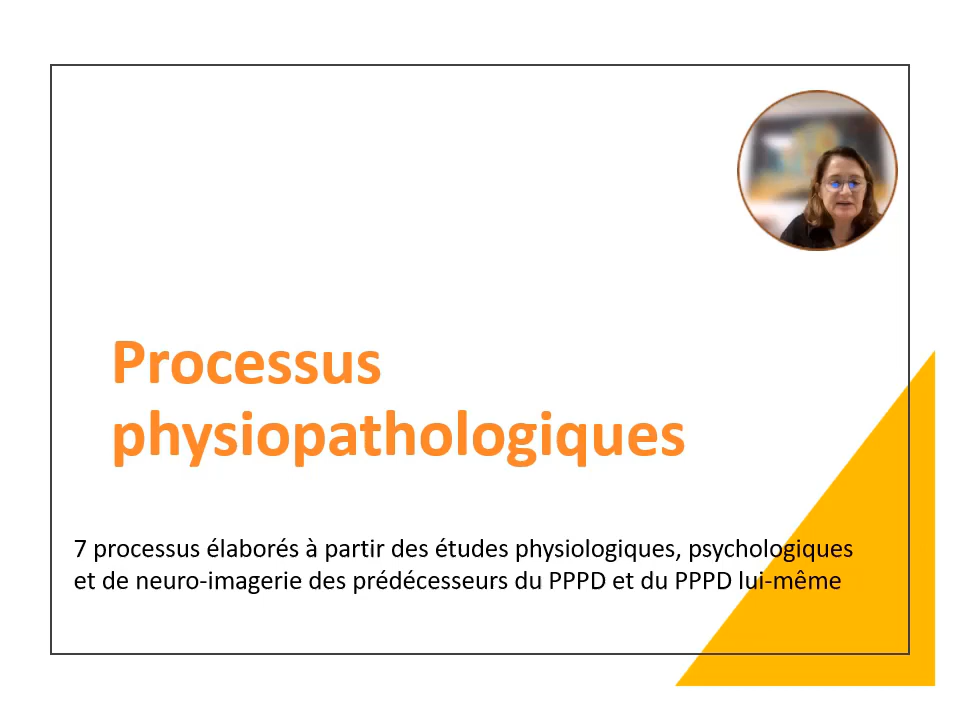 Processus
physiopathologiques
7 processus élaborés à partir des études physiologiques, psychologiques
et de neuro-imagerie des prédécesseurs du PPPD et du PPPD lui-même